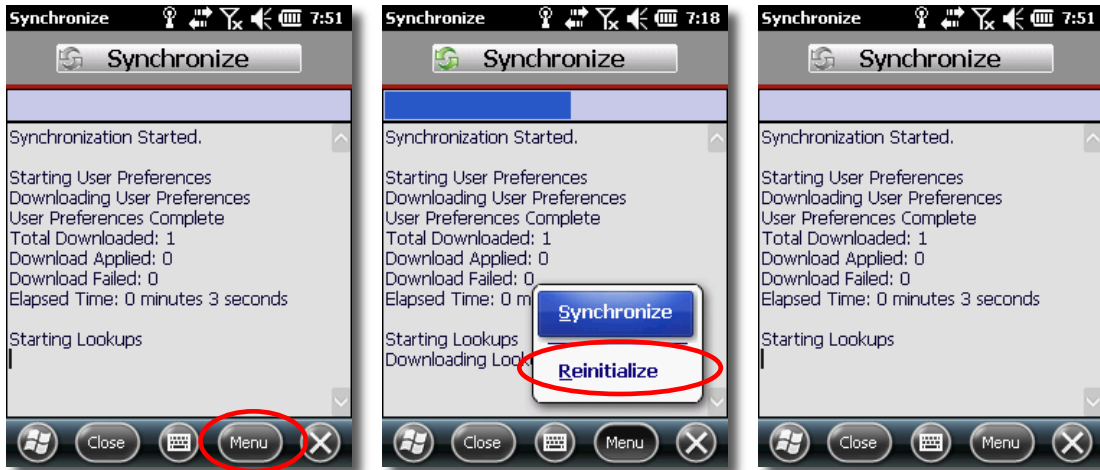 Synchronize 7:51
Synchronize
Synchronization Started.
Starting User Preferences
Downloading User Preferences
User Preferences Complete
Total Downloaded: 1
Download Applied: 0
Download Failed: 0
Elapsed Time: 0 minutes 3 seconds
Starting Lookups
Close Menu
Synchronize 7:18
Synchronize
Synchronization Started.
Starting User Preferences
Downloading User Preferences
User Preferences Complete
Total Downloaded: 1
Download Applied: 0
Download Failed: 0
Elapsed Time: 0 m
Synchronize
Starting Lookups
Downloading Look
Reinitialize
Close Menu
Synchronize 7:51
Synchronize
Synchronization Started.
Starting User Preferences
Downloading User Preferences
User Preferences Complete
Total Downloaded: 1
Download Applied: 0
Download Failed: 0
Elapsed Time: 0 minutes 3 seconds
Starting Lookups
Close Menu